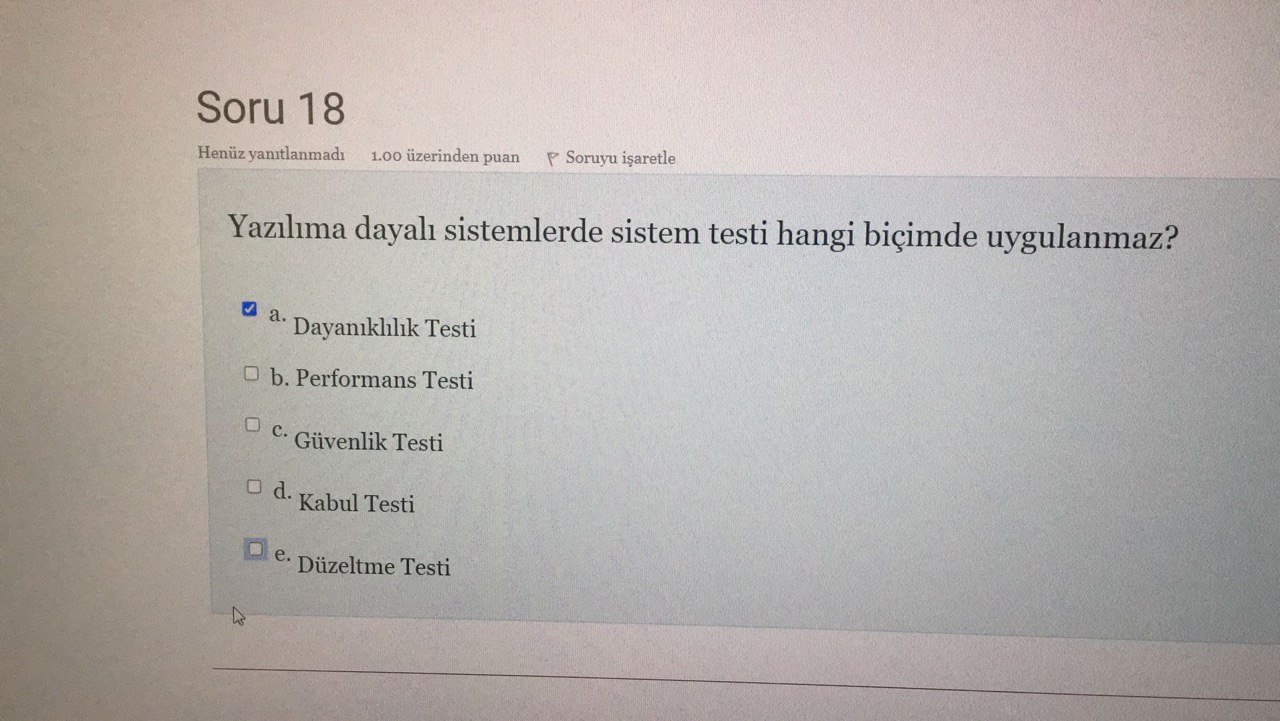 Soru 18
Henüz yanıtlanmadı 1.00 üzerinden puan Soruyu işaretle
Yazılıma dayalı sistemlerde sistem testi hangi biçimde uygulanmaz?
a. Dayanıklılık Testi
b. Performans Testi
c. Güvenlik Testi
d. Kabul Testi
e. Düzeltme Testi